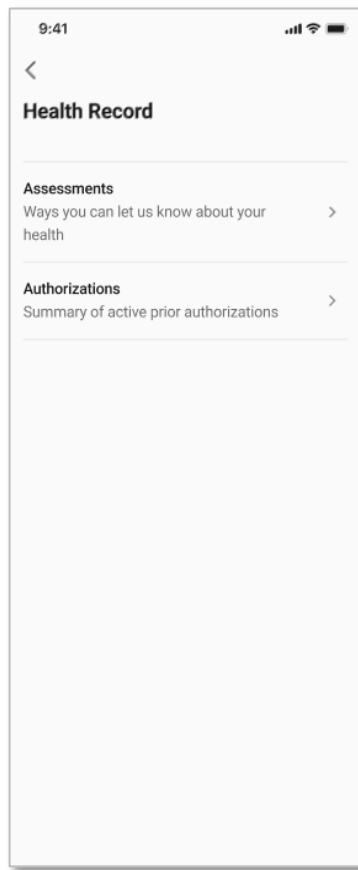 9:41
Health Record
Assessments
Ways you can let us know about your
health
Authorizations
Summary of active prior authorizations